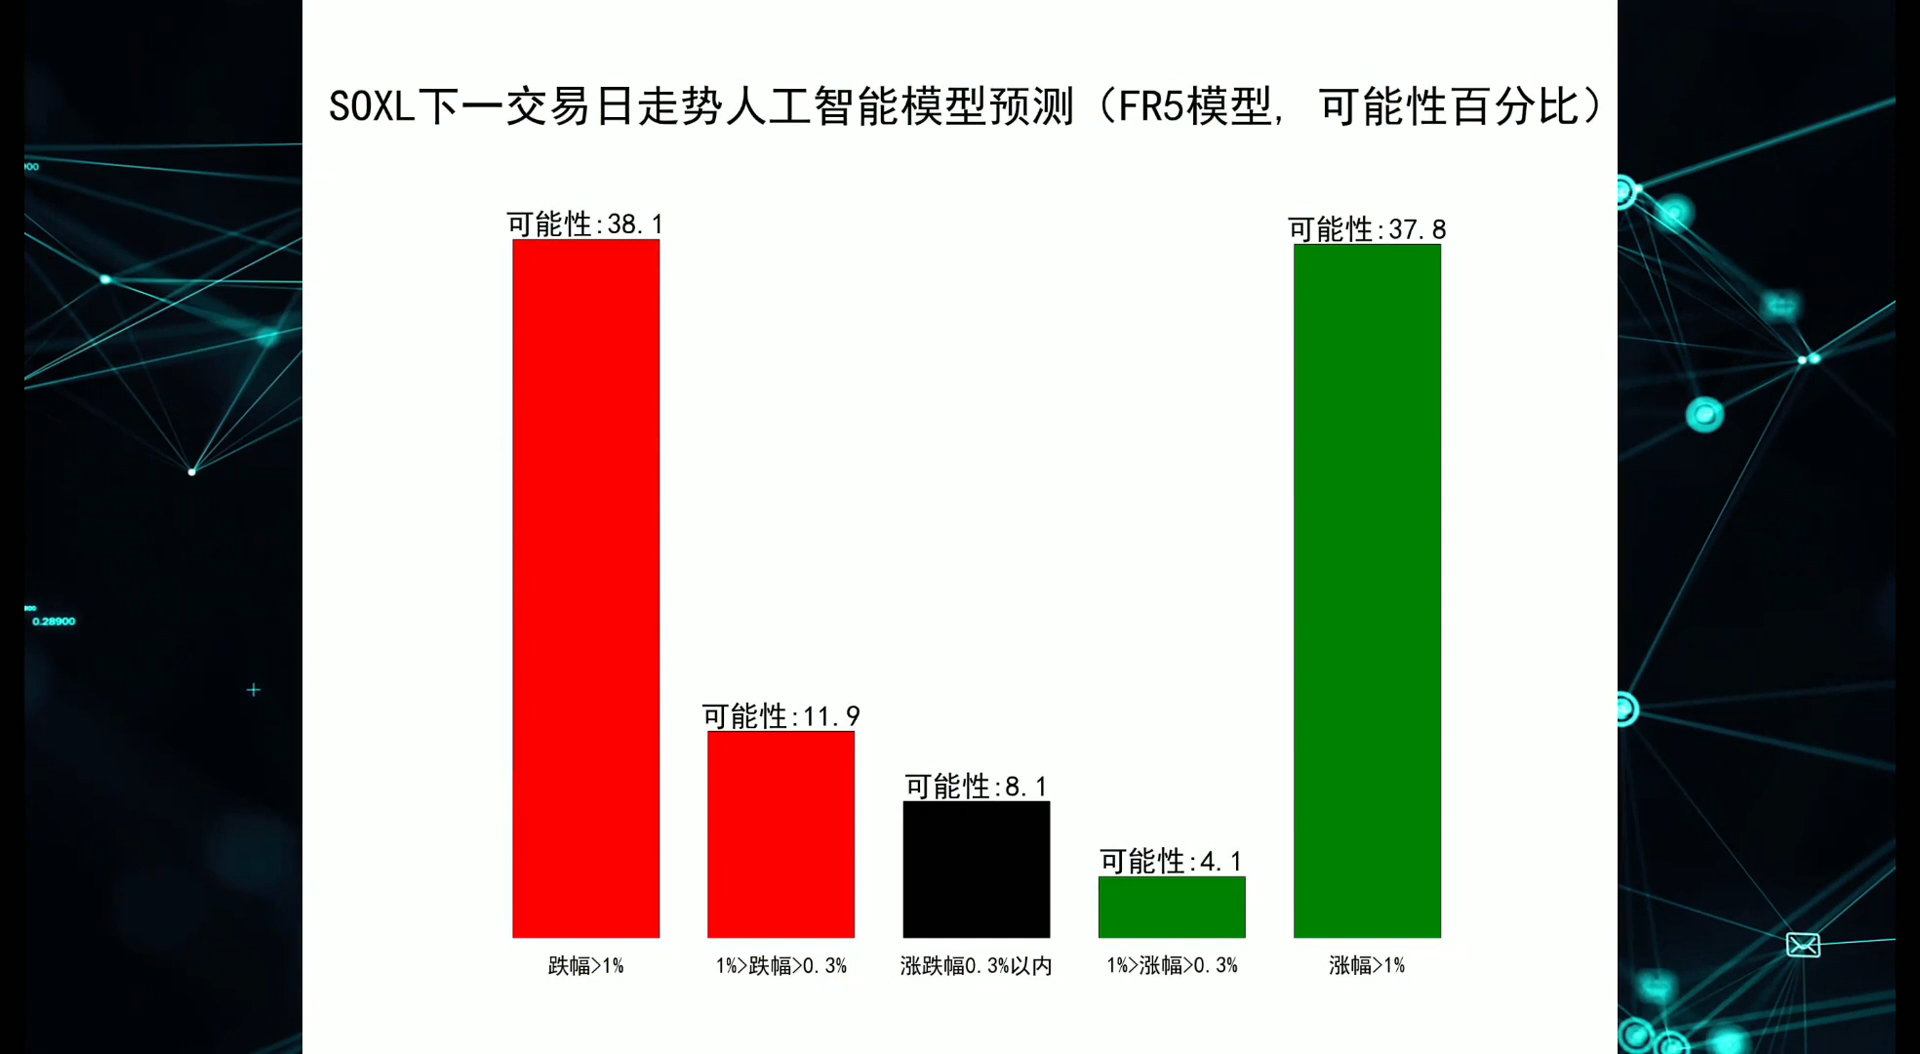 SOXL下一交易日走势人工智能模型预测（FR5模型, 可能性百分比）
可能性:38.1
可能性:37.8
可能性:11.9
可能性:8.1
可能性:4.1
跌幅>1%
1%>跌幅>0.3%
涨跌幅0.3%以内
1%>涨幅>0.3%
涨幅>1%
0.28900